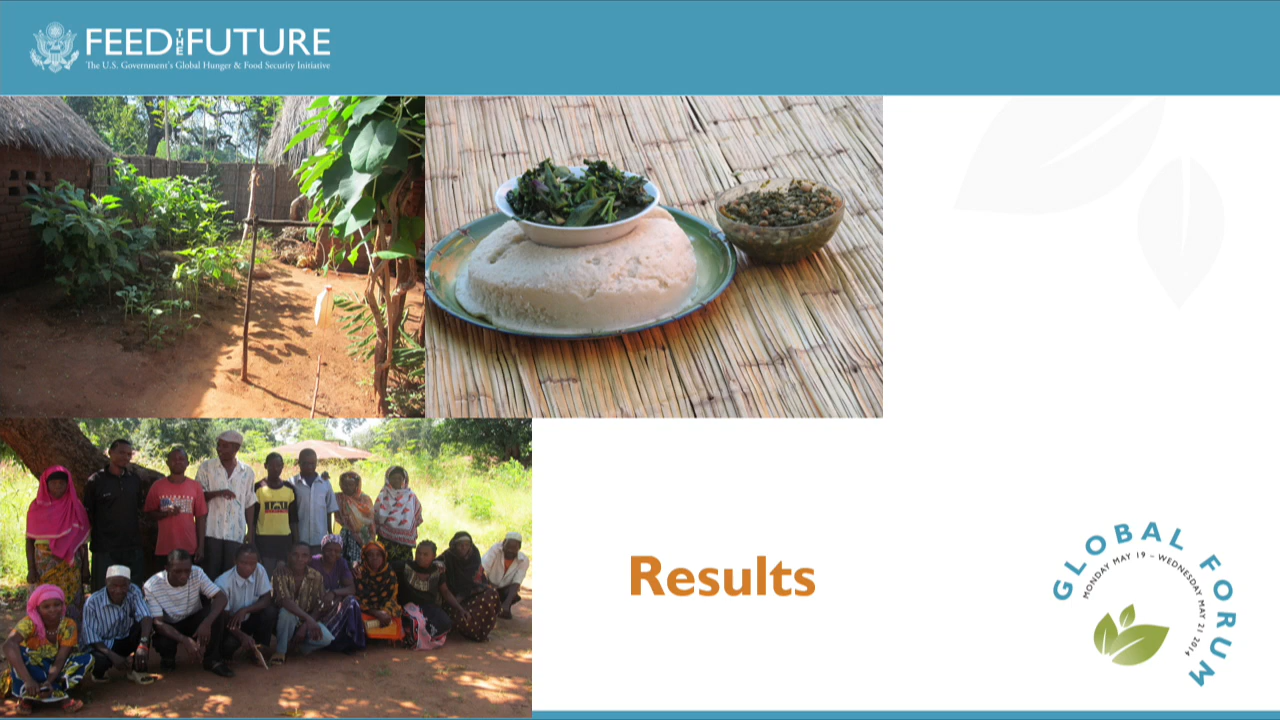 FEED THE FUTURE
The U.S. Government's Global Hunger & Food Security Initiative
Results
GLOBAL FORUM
MONDAY MAY 19 – WEDNESDAY MAY 21 2014